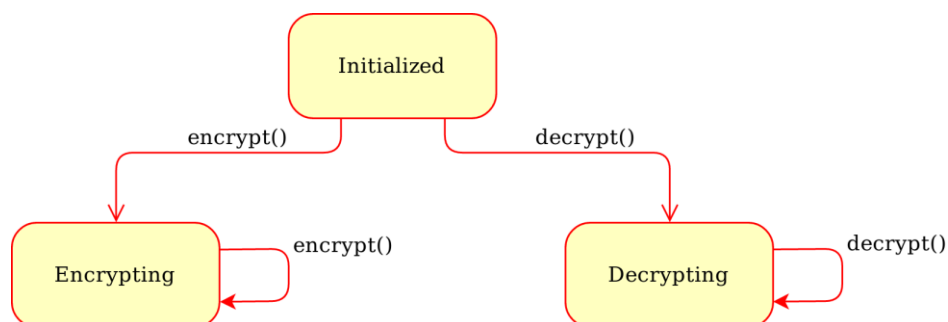 Initialized
encrypt()
decrypt()
encrypt()
decrypt()
Encrypting
Decrypting